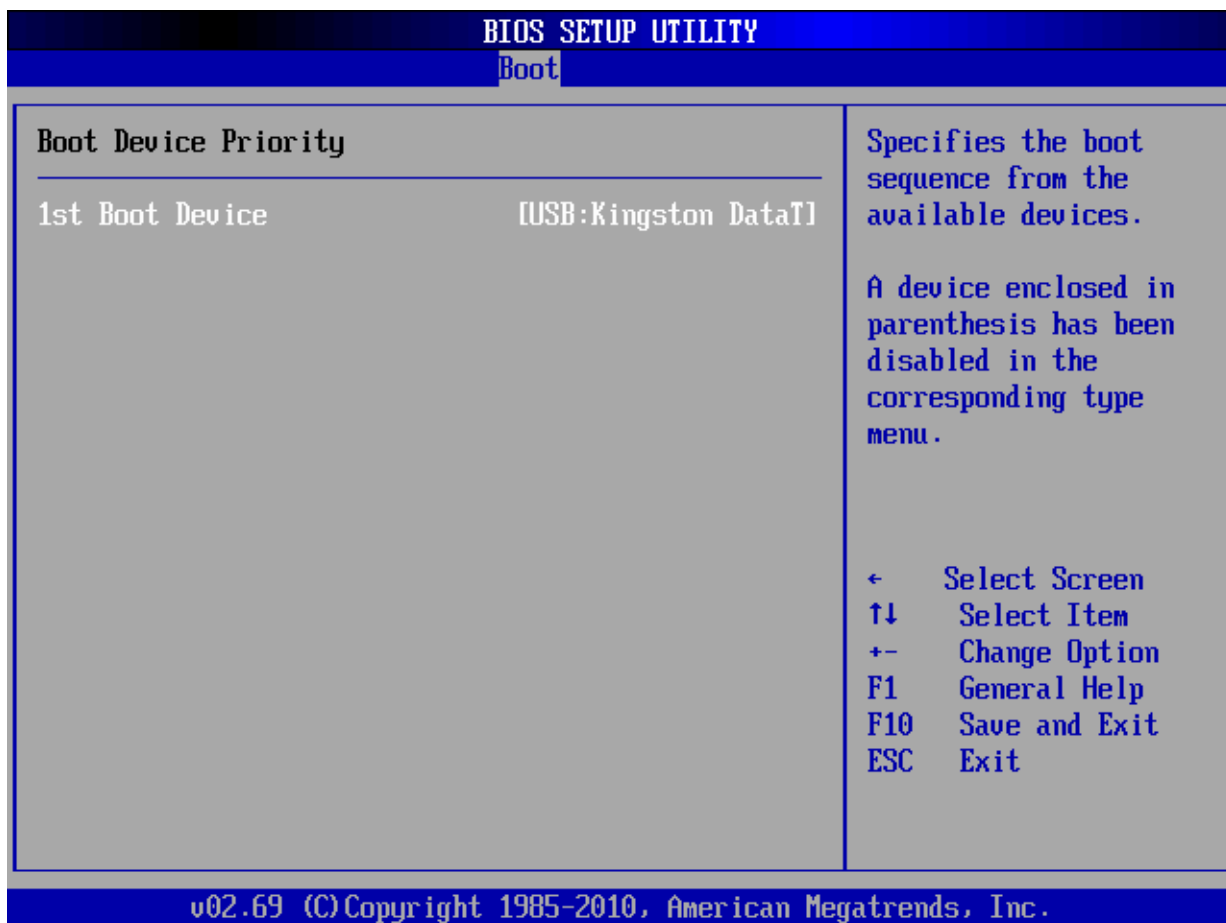 BIOS SETUP UTILITY
Boot
Boot Device Priority
1st Boot Device [USB:Kingston DataT]
Specifies the boot
sequence from the
available devices.
A device enclosed in
parenthesis has been
disabled in the
corresponding type
menu.
← Select Screen
↑↓ Select Item
+- Change Option
F1 General Help
F10 Save and Exit
ESC Exit
v02.69 (C)Copyright 1985-2010, American Megatrends, Inc.